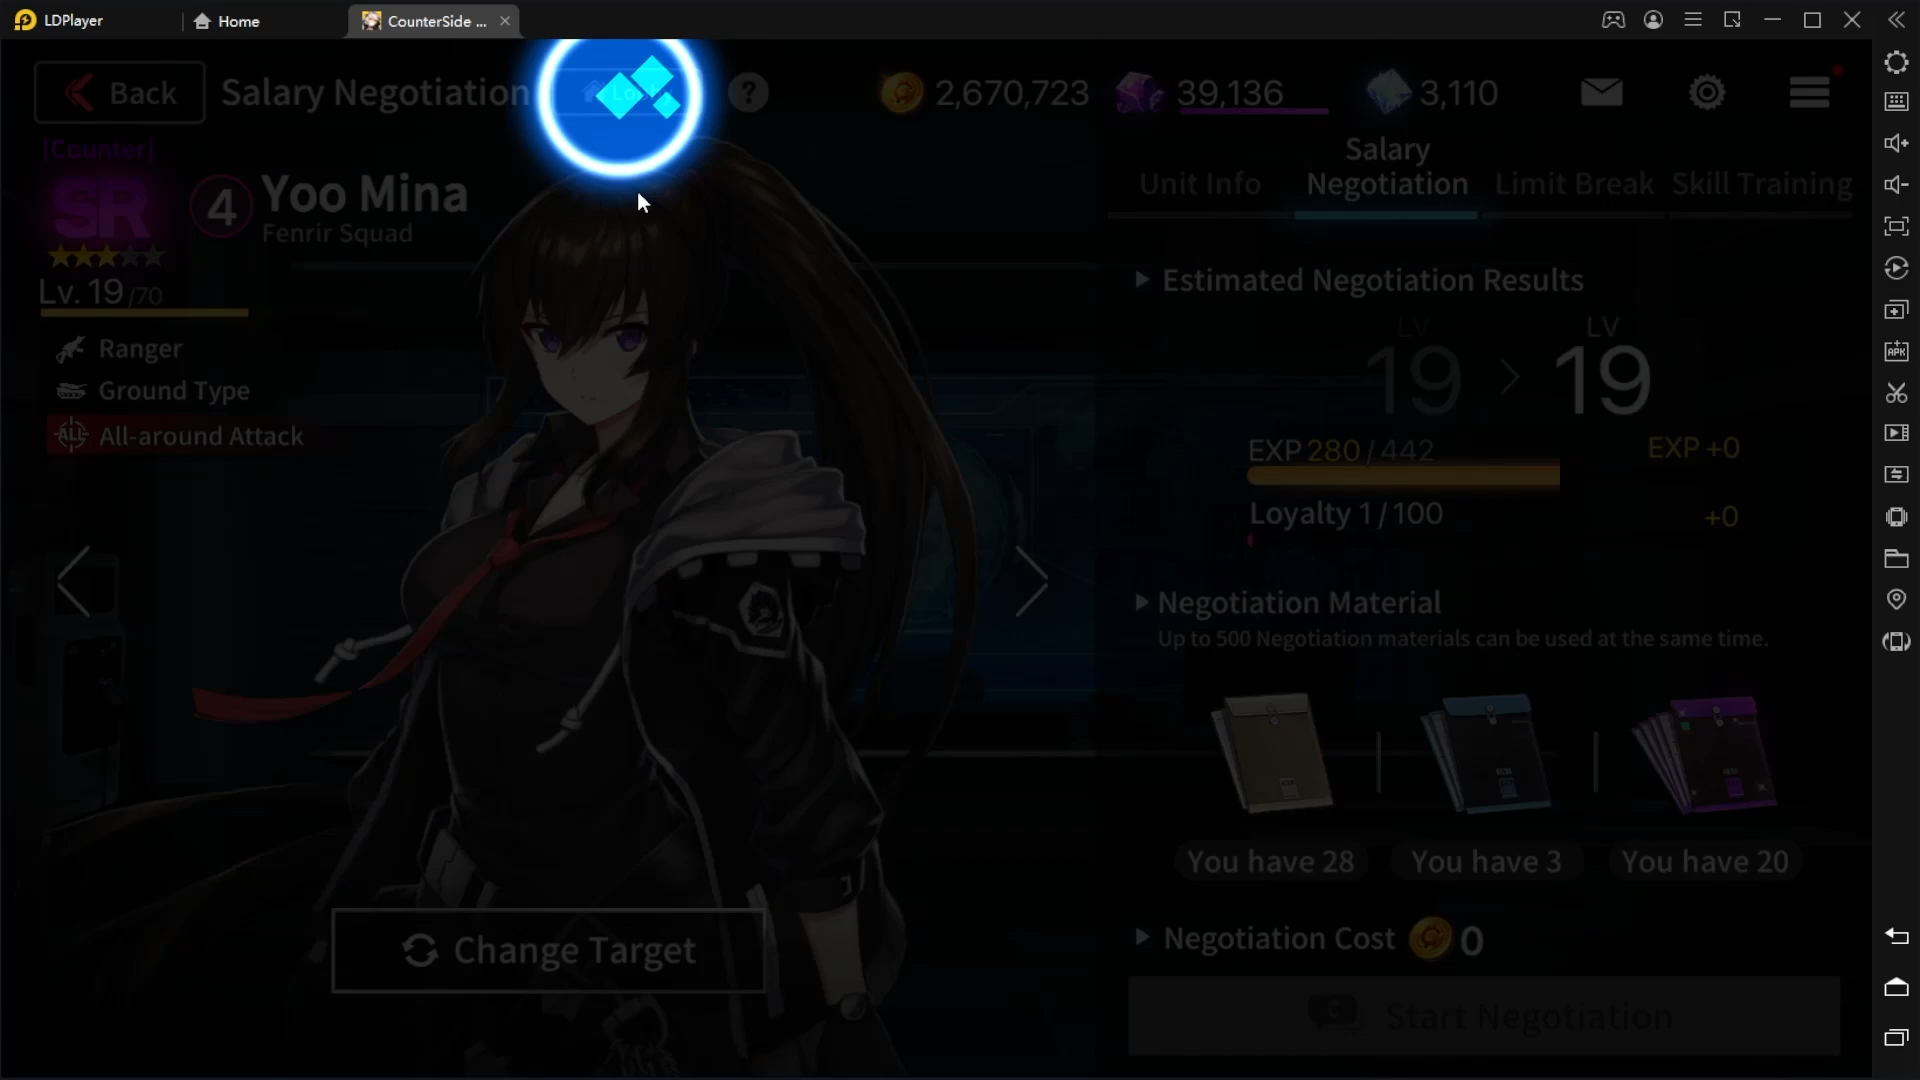 LDPlayer
Home
CounterSide ...
Back
Salary Negotiation
Lobby
?
2,670,723
39,136
3,110
[Counter]
SR
4
Yoo Mina
Fenrir Squad
Lv. 19/70
Ranger
Ground Type
ALL
All-around Attack
Unit Info
Salary
Negotiation
Limit Break
Skill Training
Estimated Negotiation Results
LV
LV
19
19
EXP 280/442
EXP +0
Loyalty 1/100
+0
Negotiation Material
Up to 500 Negotiation materials can be used at the same time.
You have 28
You have 3
You have 20
Negotiation Cost
0
Change Target
Start Negotiation
APK